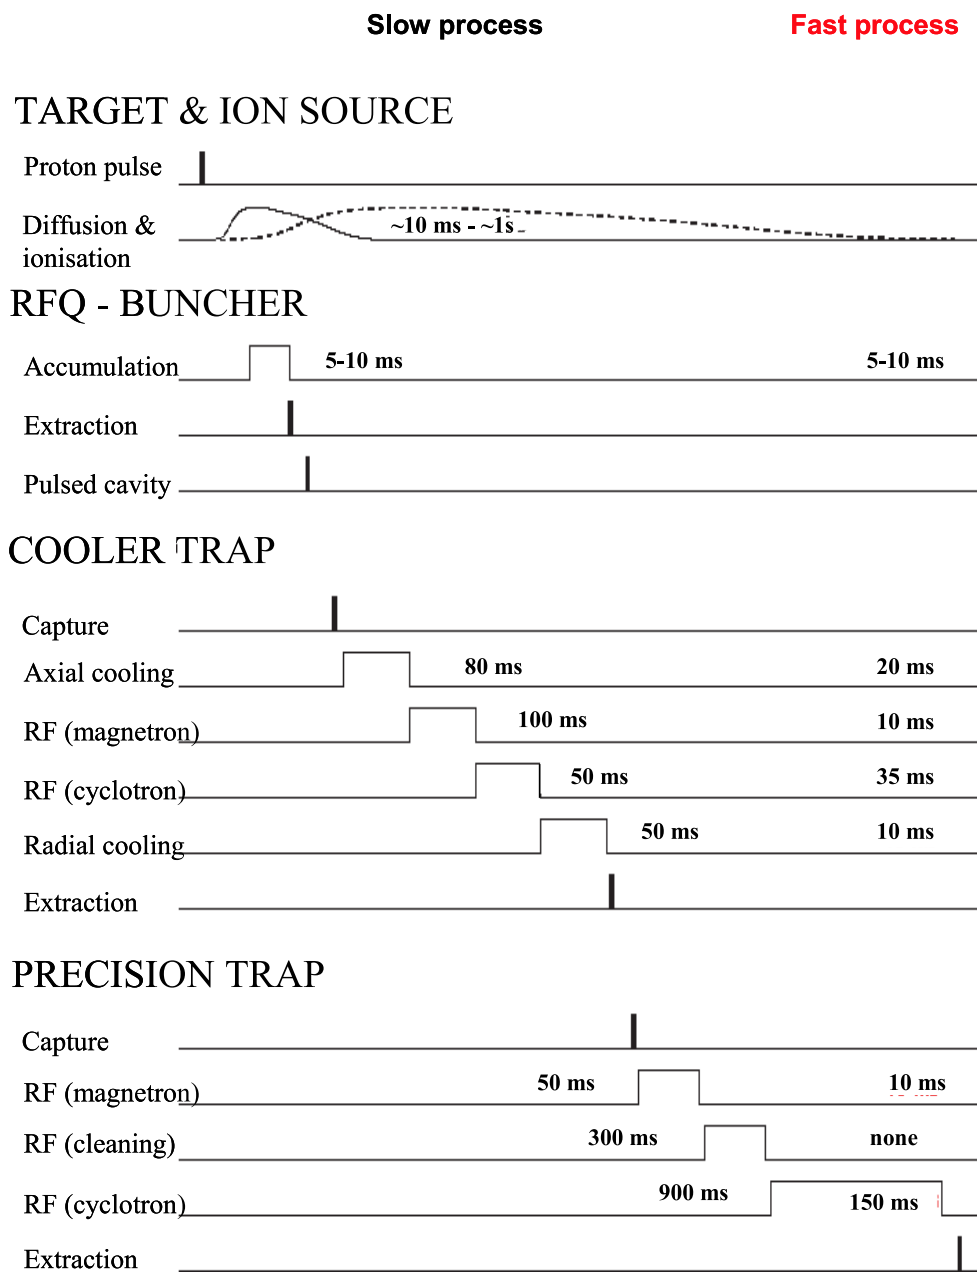 Slow process Fast process
TARGET & ION SOURCE
Proton pulse
Diffusion & ~10 ms - ~1s
ionisation
RFQ - BUNCHER
Accumulation 5-10 ms 5-10 ms
Extraction
Pulsed cavity
COOLER TRAP
Capture
Axial cooling 80 ms 20 ms
RF (magnetron) 100 ms 10 ms
RF (cyclotron) 50 ms 35 ms
Radial cooling 50 ms 10 ms
Extraction
PRECISION TRAP
Capture
RF (magnetron) 50 ms 10 ms
RF (cleaning) 300 ms none
RF (cyclotron) 900 ms 150 ms
Extraction